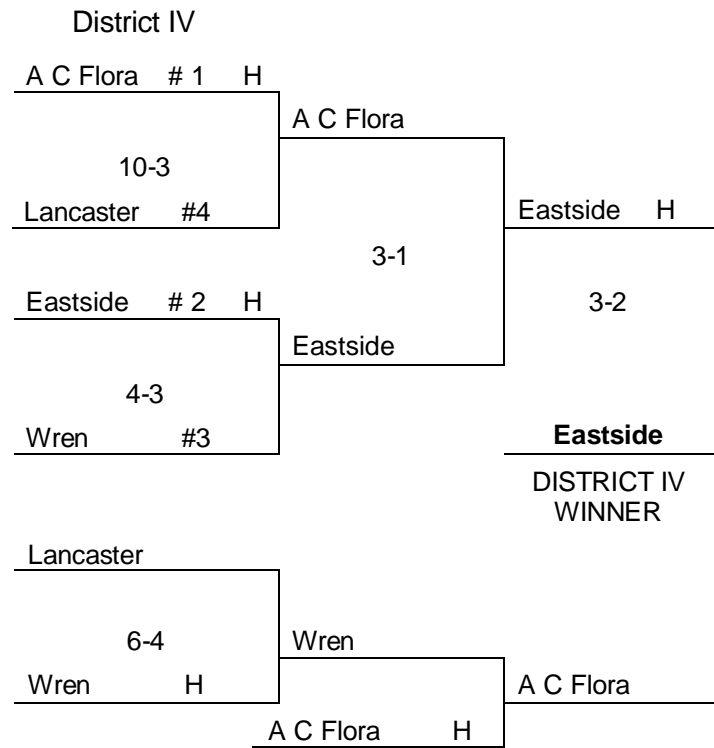 District IV
A C Flora # 1 H
A C Flora
10-3
Lancaster #4
Eastside H
3-1
Eastside # 2 H
3-2
Eastside
4-3
Wren #3
Eastside
DISTRICT IV
WINNER
Lancaster
6-4
Wren
Wren H
A C Flora
A C Flora H